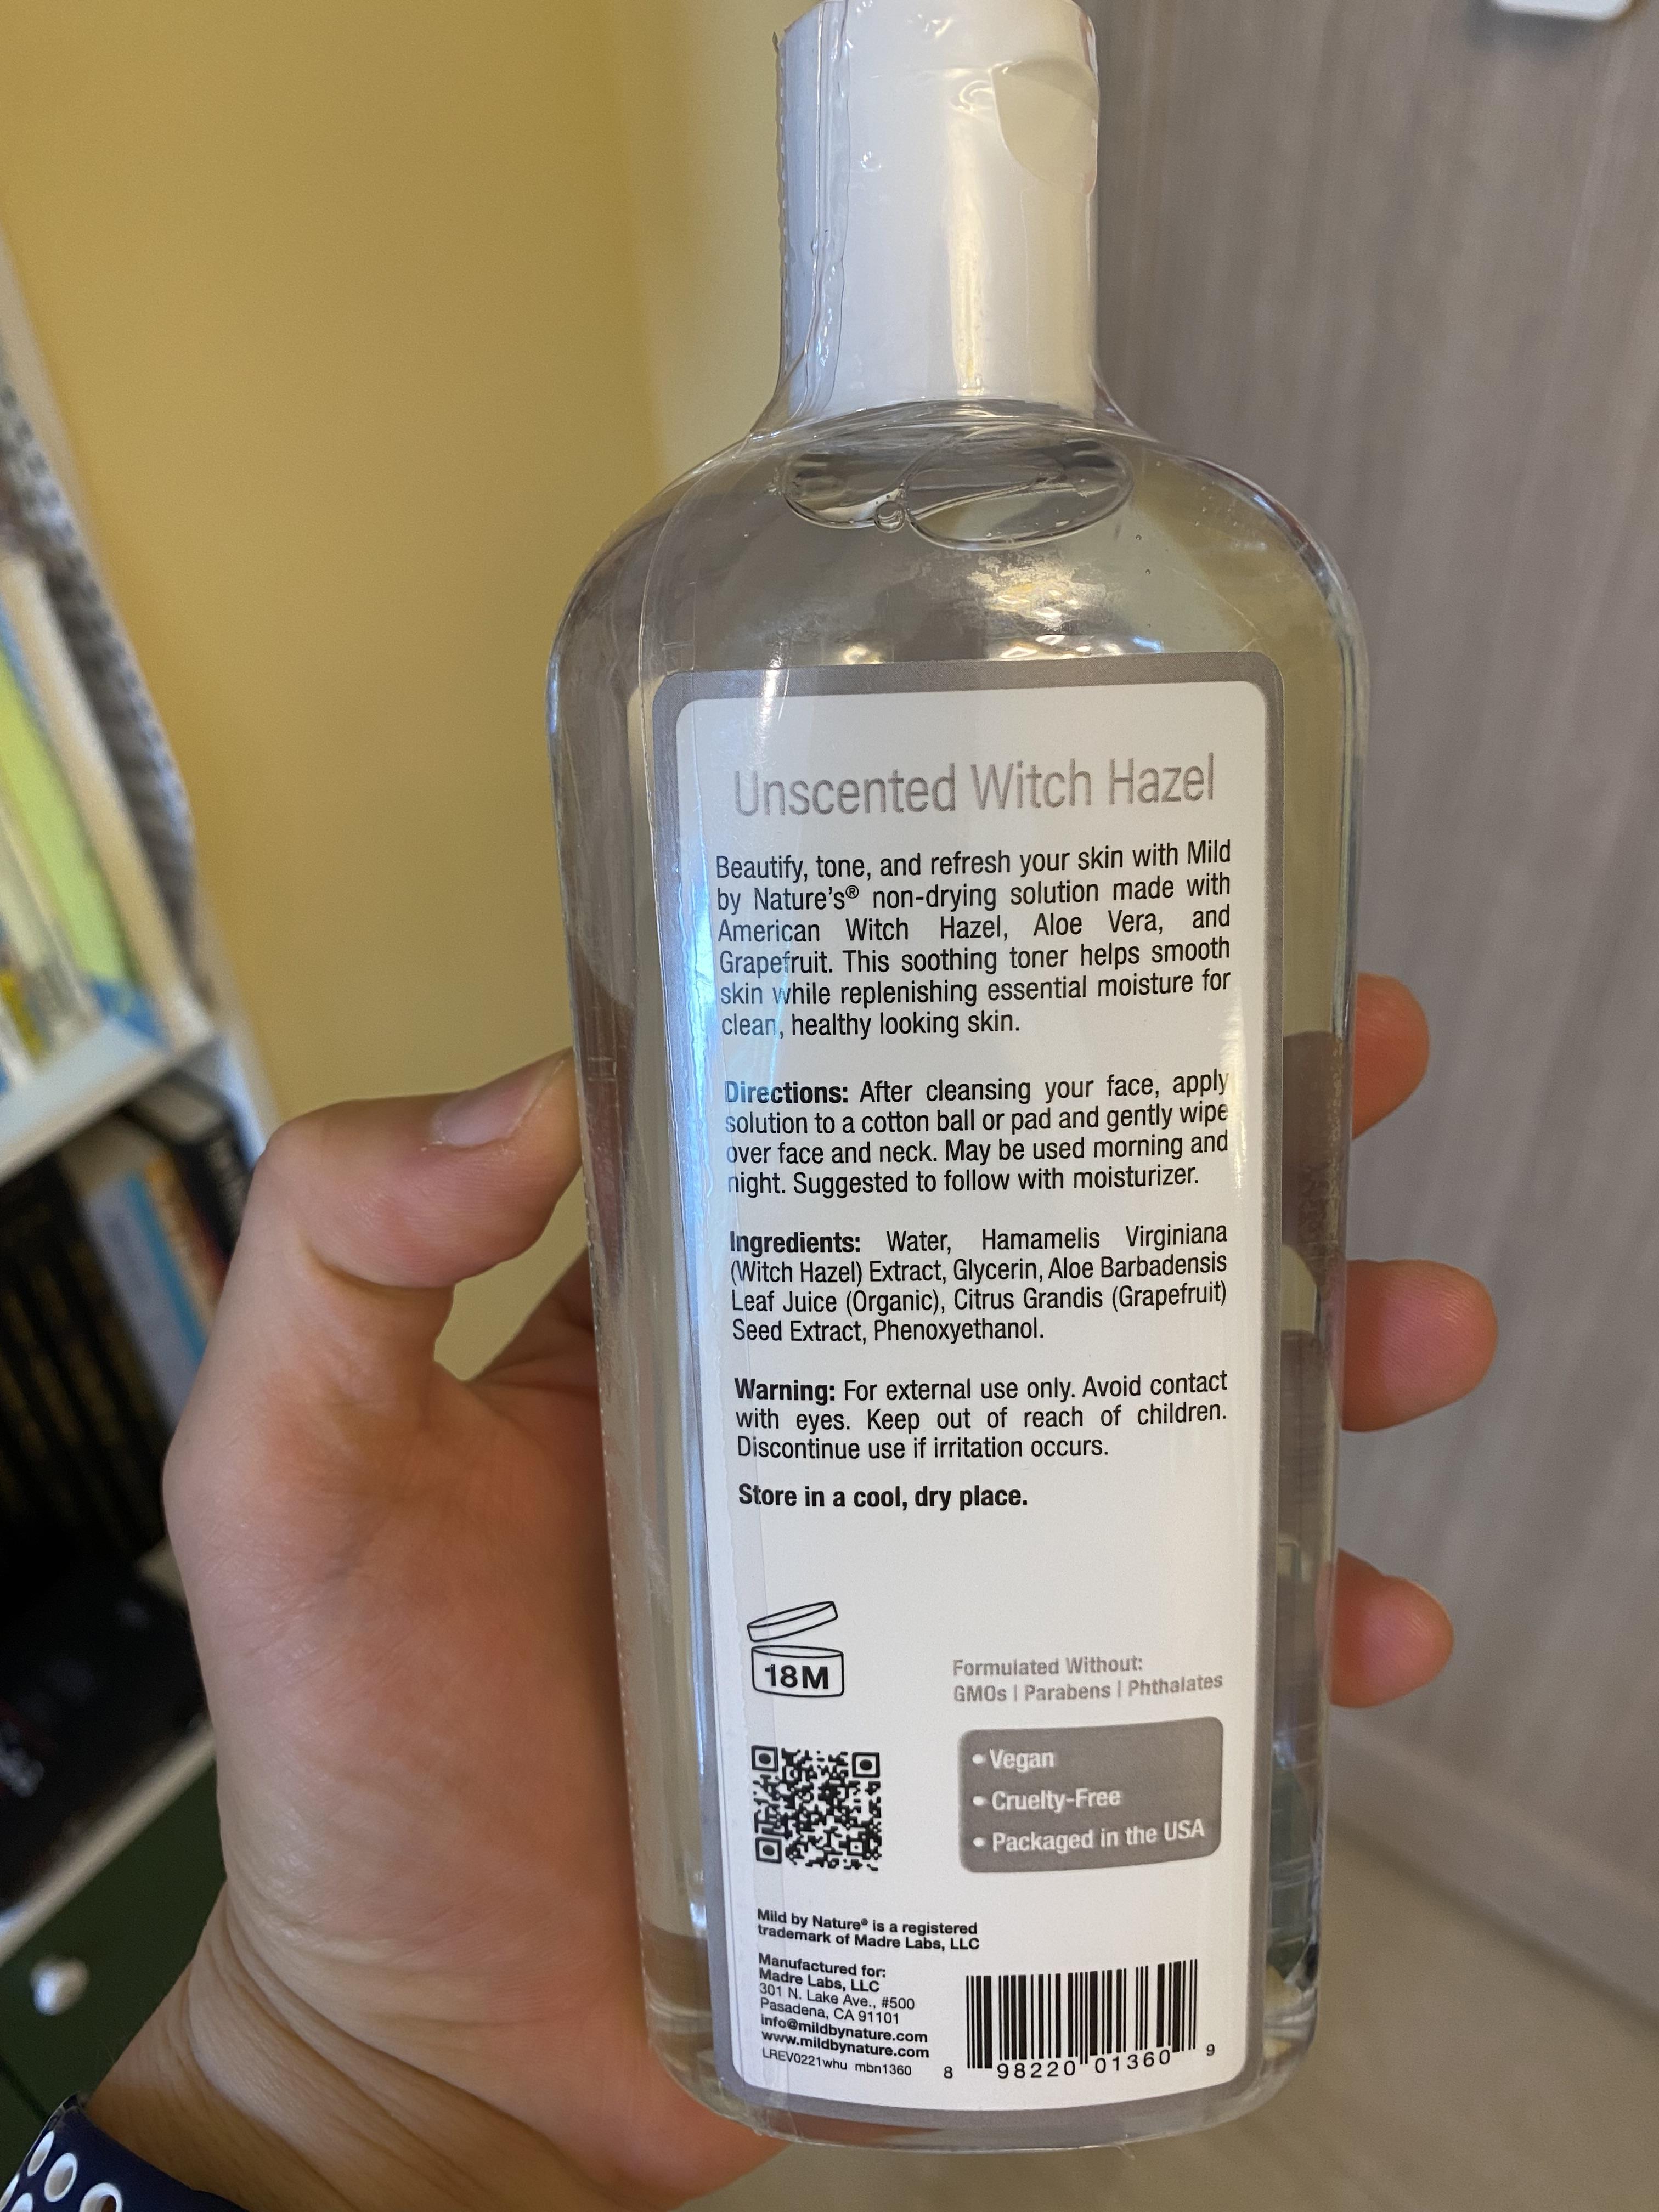 Unscented Witch Hazel
Beautify, tone, and refresh your skin with Mild
by Nature's® non-drying solution made with
American Witch Hazel, Aloe Vera, and
Grapefruit. This soothing toner helps smooth
skin while replenishing essential moisture for
clean, healthy looking skin.
Directions: After cleansing your face, apply
solution to a cotton ball or pad and gently wipe
over face and neck. May be used morning and
night. Suggested to follow with moisturizer.
Ingredients: Water, Hamamelis Virginiana
(Witch Hazel) Extract, Glycerin, Aloe Barbadensis
Leaf Juice (Organic), Citrus Grandis (Grapefruit)
Seed Extract, Phenoxyethanol.
Warning: For external use only. Avoid contact
with eyes. Keep out of reach of children.
Discontinue use if irritation occurs.
Store in a cool, dry place.
18M
Formulated Without:
GMOs | Parabens | Phthalates
• Vegan
• Cruelty-Free
• Packaged in the USA
Mild by Nature® is a registered
trademark of Madre Labs, LLC
Manufactured for:
Madre Labs, LLC
301 N. Lake Ave., #500
Pasadena, CA 91101
info@mildbynature.com
www.mildbynature.com
LREV0221whu mbn1360
8 98220 01360 9